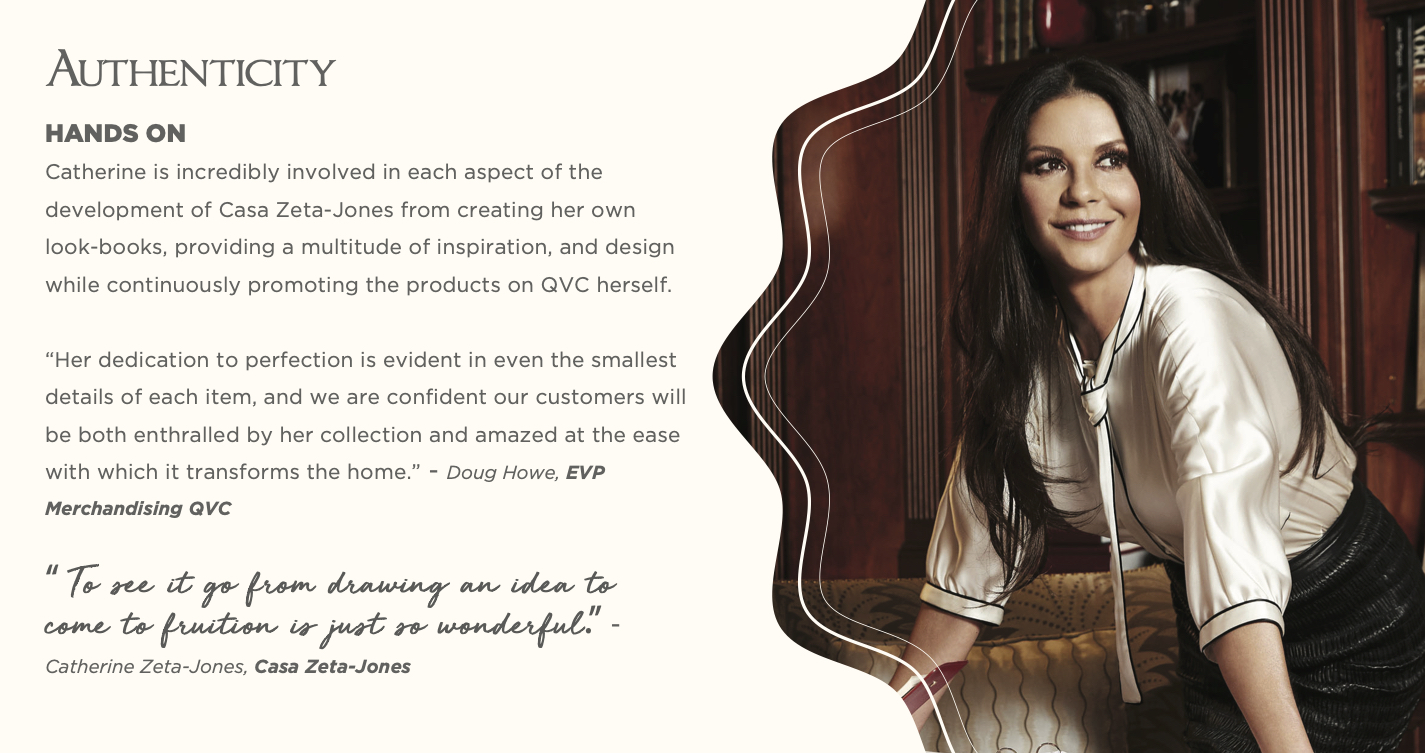 AUTHENTICITY
HANDS ON
Catherine is incredibly involved in each aspect of the
development of Casa Zeta-Jones from creating her own
look-books, providing a multitude of inspiration, and design
while continuously promoting the products on QVC herself.
“Her dedication to perfection is evident in even the smallest
details of each item, and we are confident our customers will
be both enthralled by her collection and amazed at the ease
with which it transforms the home.” - Doug Howe, EVP
Merchandising QVC
“To see it go from drawing an idea to
come to fruition is just so wonderful.” -
Catherine Zeta-Jones, Casa Zeta-Jones